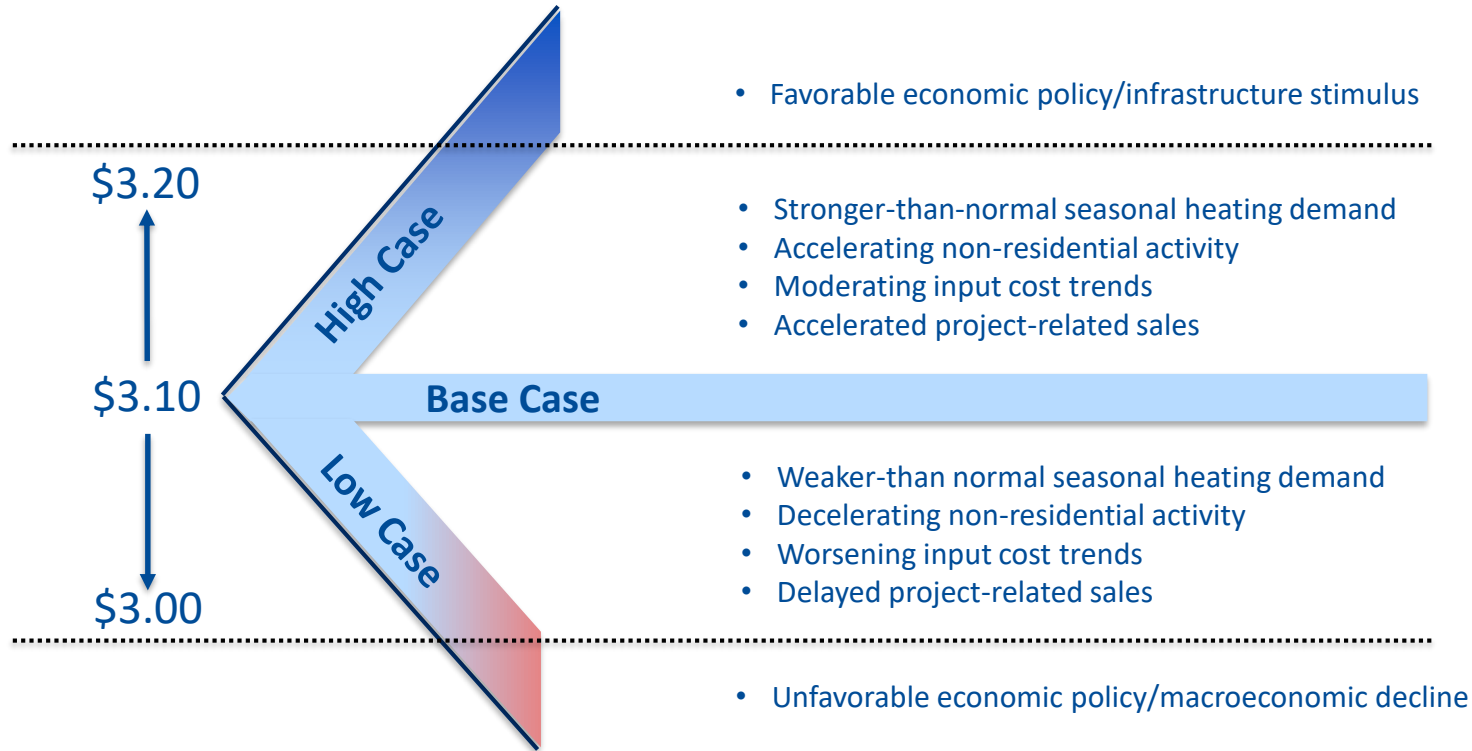 • Favorable economic policy/infrastructure stimulus
$3.20
• Stronger-than-normal seasonal heating demand
• Accelerating non-residential activity
• Moderating input cost trends
• Accelerated project-related sales
High Case
$3.10
Base Case
Low Case
• Weaker-than normal seasonal heating demand
• Decelerating non-residential activity
• Worsening input cost trends
• Delayed project-related sales
$3.00
• Unfavorable economic policy/macroeconomic decline